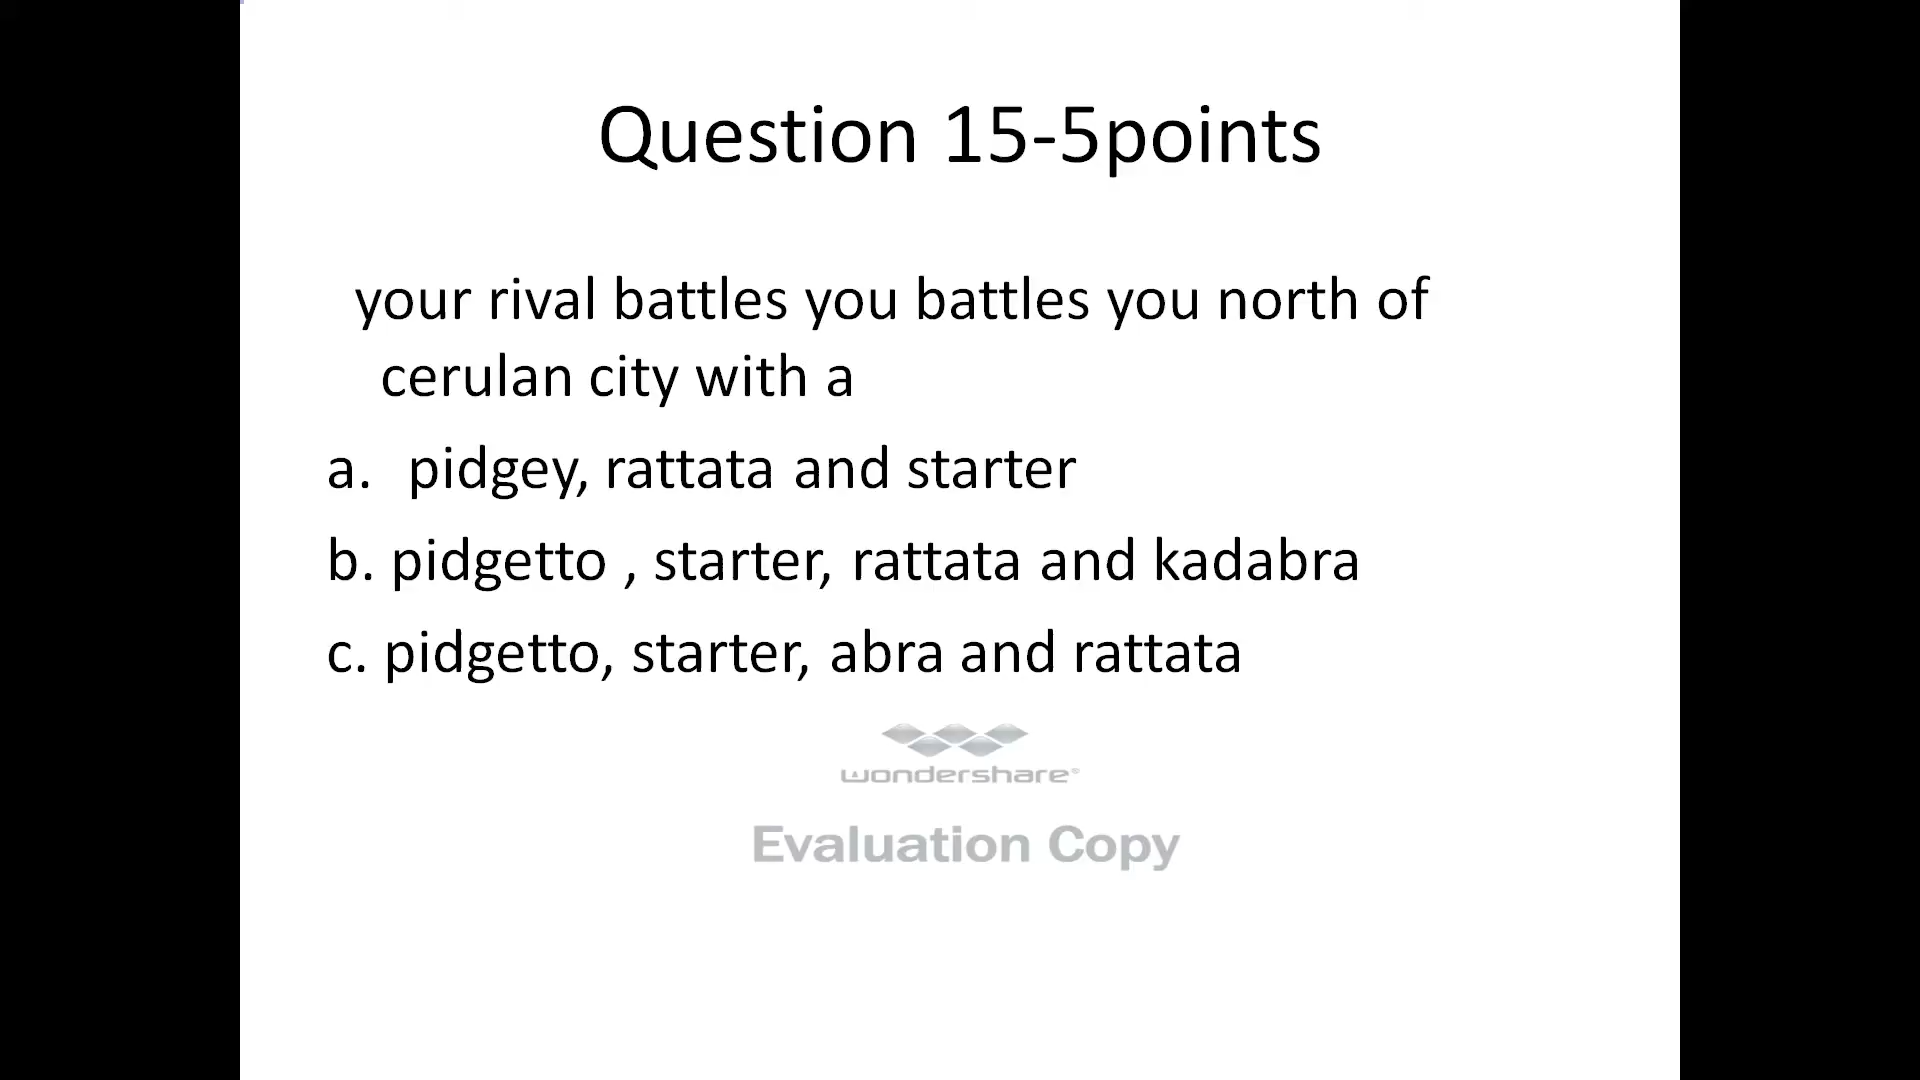 Question 15-5points
your rival battles you battles you north of
cerulan city with a
a. pidgey, rattata and starter
b. pidgetto , starter, rattata and kadabra
c. pidgetto, starter, abra and rattata
wondershare®
Evaluation Copy